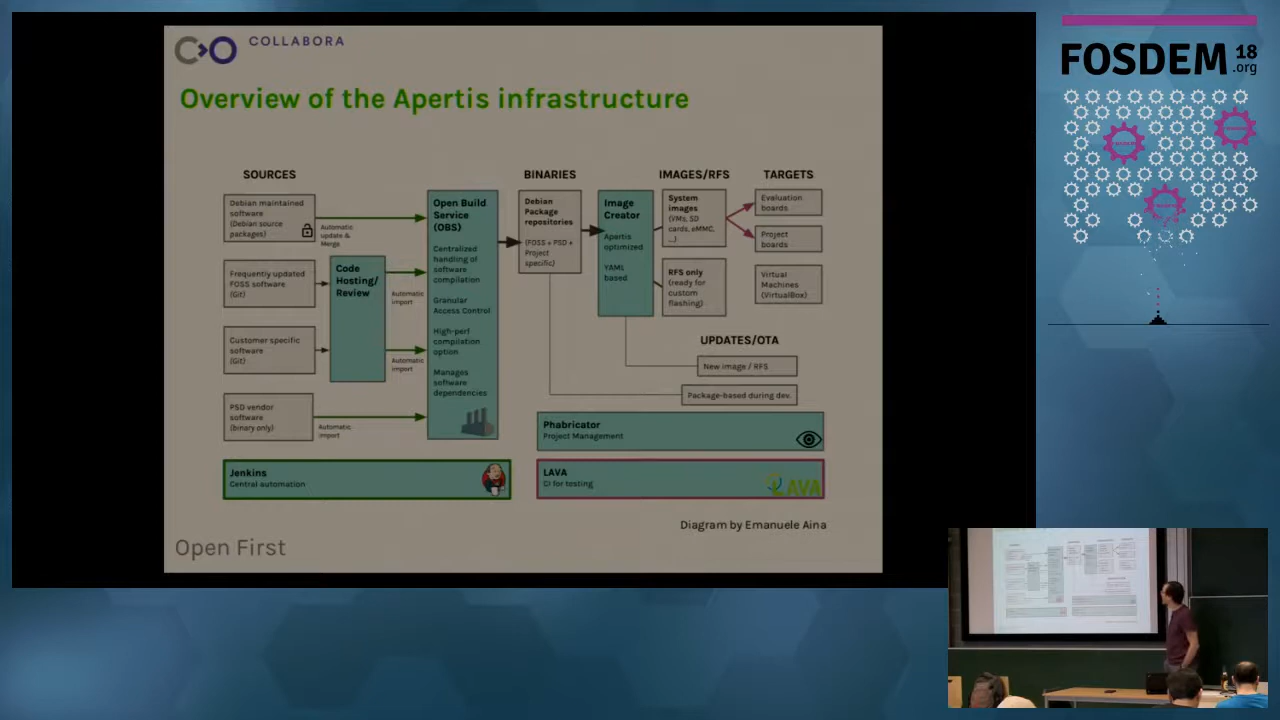 COLLABORA
Overview of the Apertis infrastructure
SOURCES
Debian maintained
software
(Debian source
packages)
Frequently updated
FOSS software
(Git)
Customer specific
software
(Git)
PSD vendor
software
(binary only)
Automatic
update &
Merge
Code
Hosting/
Review
Automatic
import
Automatic
import
Automatic
import
Open Build
Service
(OBS)
Centralized
handling of
software
compilation
Granular
Access Control
High-perf
compilation
option
Manages
software
dependencies
BINARIES
Debian
Package
repositories
(FOSS + PSD +
Project
specific)
Image
Creator
Apertis
optimized
YAML
based
IMAGES/RFS
System
images
(VMs, SD
cards, eMMC,
...)
RFS only
(ready for
custom
flashing)
TARGETS
Evaluation
boards
Project
boards
Virtual
Machines
(VirtualBox)
UPDATES/OTA
New image / RFS
Package-based during dev.
Phabricator
Project Management
Jenkins
Central automation
LAVA
CI for testing
LAVA
Diagram by Emanuele Aina
Open First
FOSDEM 18
.org